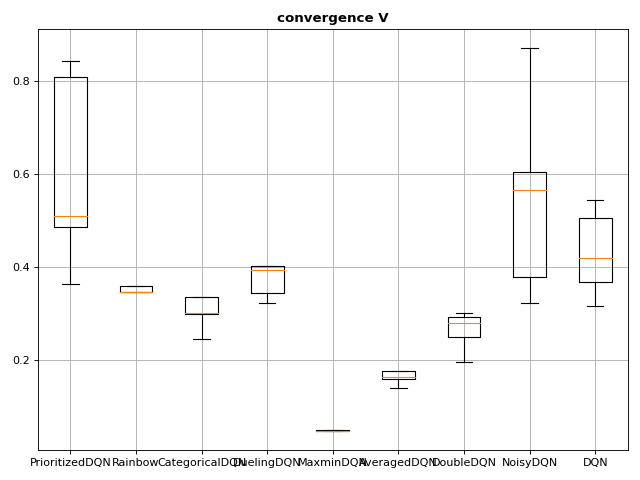 convergence V
0.8
0.6
0.4
0.2
PrioritizedDQN Rainbow CategoricalDQN DuelingDQN MaxminDQN AveragedDQN DoubleDQN NoisyDQN DQN